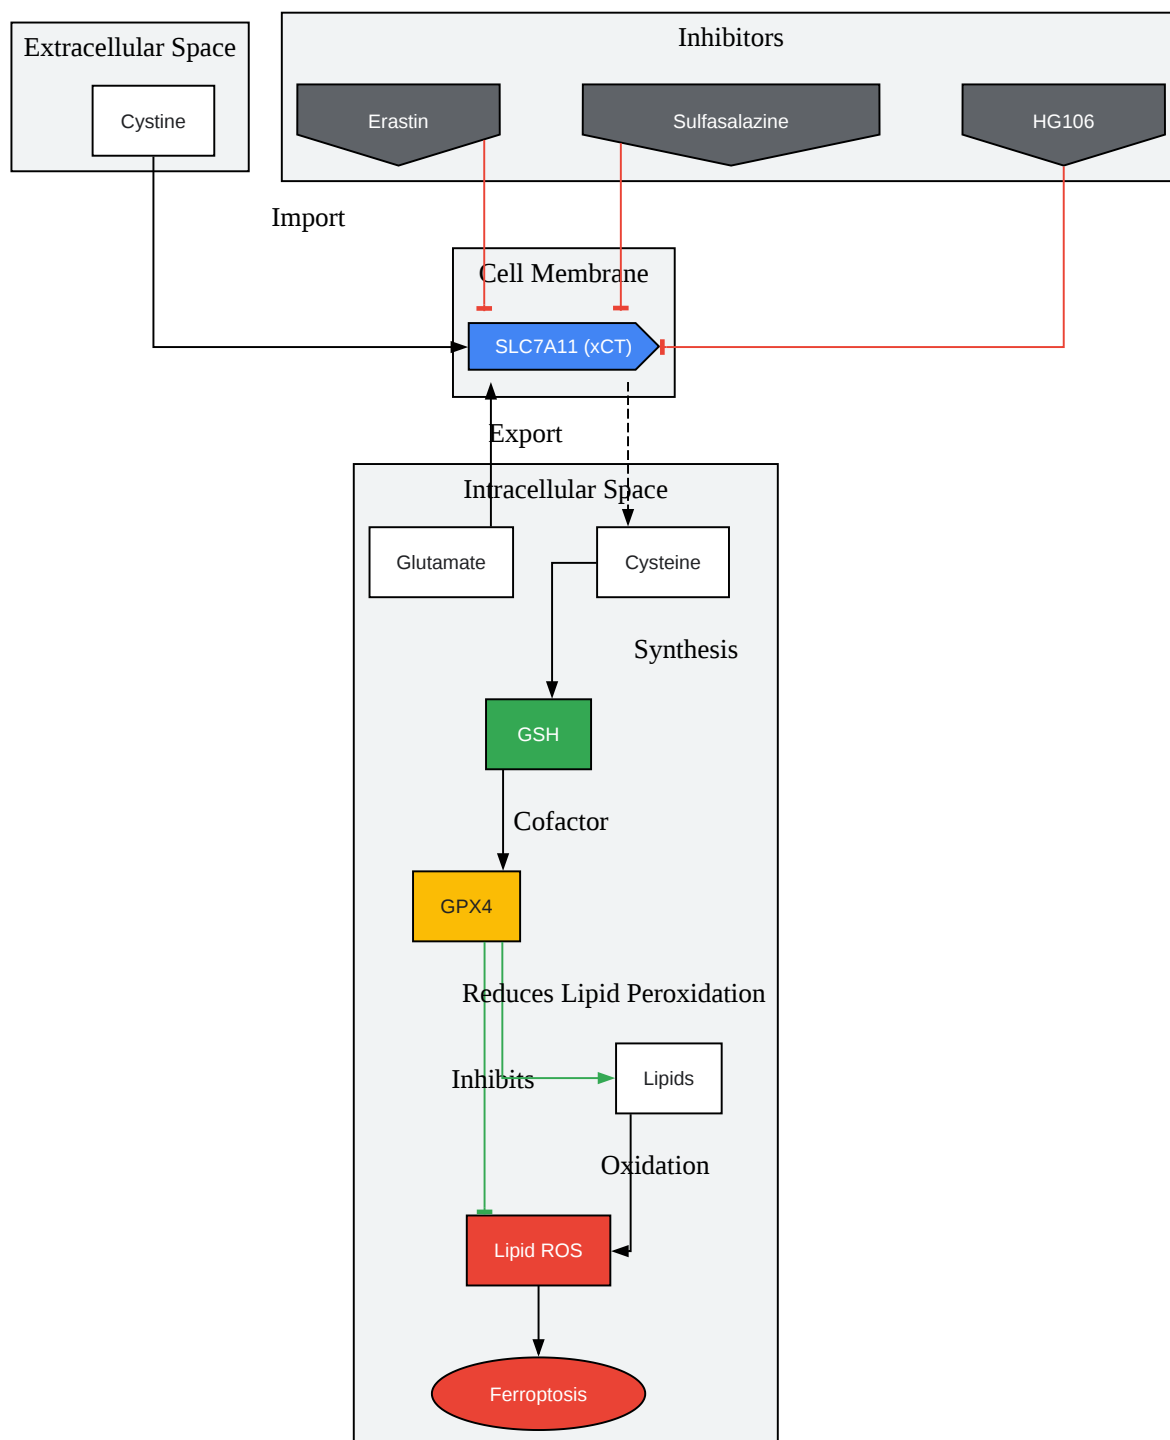 Extracellular Space
Inhibitors
Cystine
Erastin
Sulfasalazine
HG106
Import
Cell Membrane
SLC7A11 (xCT)
Export
Intracellular Space
Glutamate
Cysteine
Synthesis
GSH
Cofactor
GPX4
Reduces Lipid Peroxidation
Inhibits
Lipids
Oxidation
Lipid ROS
Ferroptosis